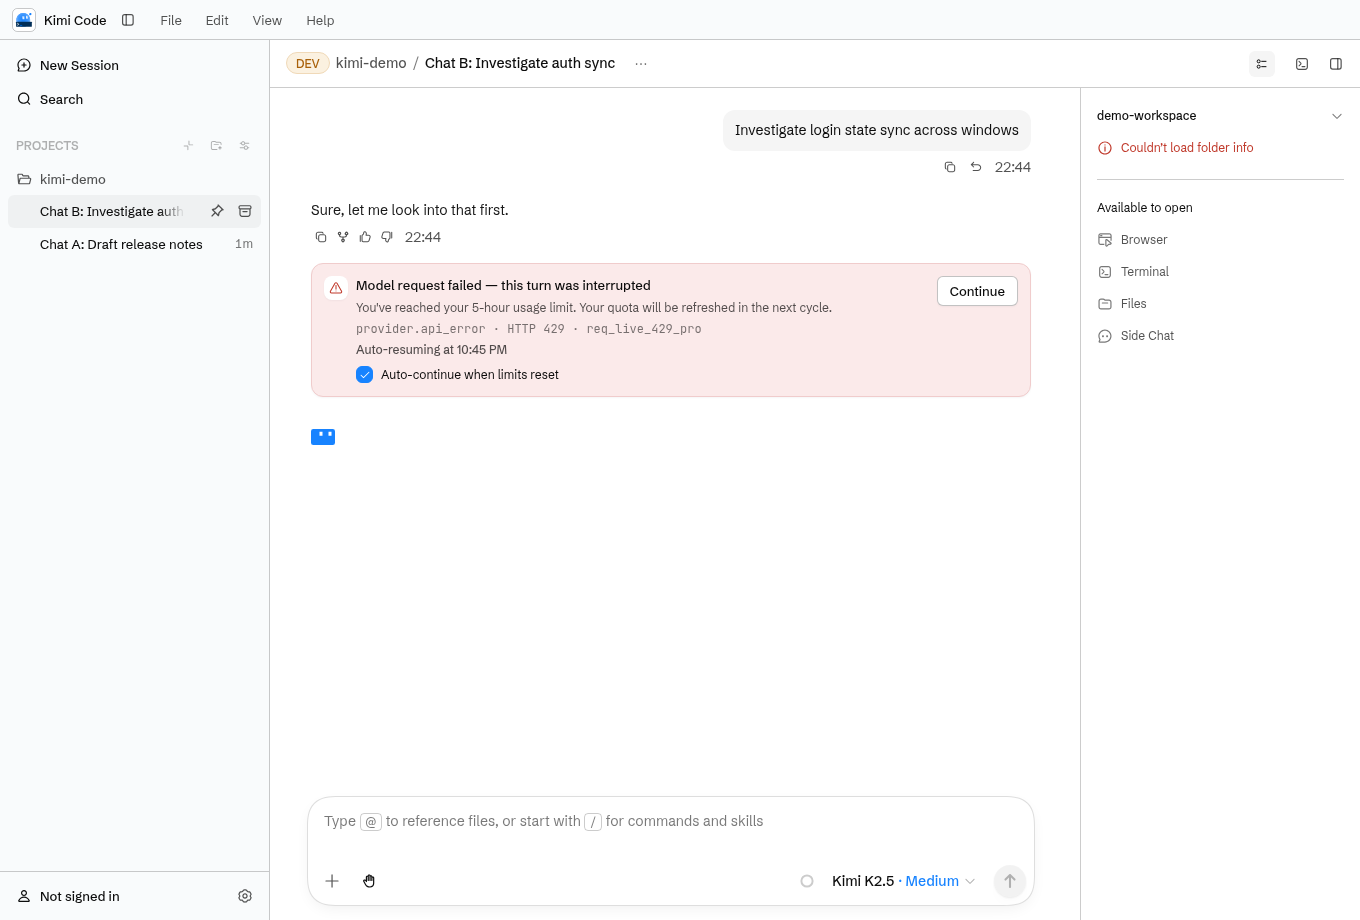 Kimi Code File Edit View Help
New Session
Search
PROJECTS
kimi-demo
Chat B: Investigate auth
Chat A: Draft release notes 1m
Not signed in
DEV kimi-demo / Chat B: Investigate auth sync ...
Investigate login state sync across windows
22:44
Sure, let me look into that first.
22:44
Model request failed — this turn was interrupted
Continue
You've reached your 5-hour usage limit. Your quota will be refreshed in the next cycle.
provider.api_error · HTTP 429 · req_live_429_pro
Auto-resuming at 10:45 PM
Auto-continue when limits reset
Type @ to reference files, or start with / for commands and skills
Kimi K2.5 · Medium
demo-workspace
Couldn't load folder info
Available to open
Browser
Terminal
Files
Side Chat